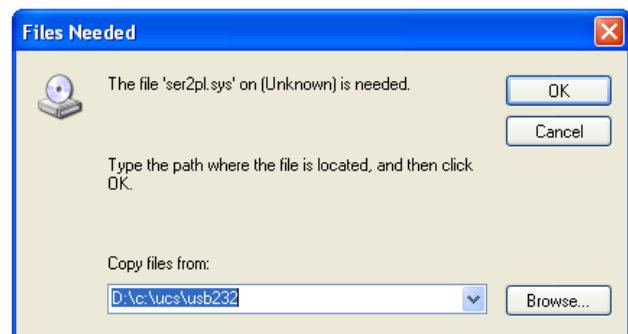 Files Needed
The file 'ser2pl.sys' on (Unknown) is needed.
OK
Cancel
Type the path where the file is located, and then click
OK.
Copy files from:
D:\c:\ucs\usb232
Browse...